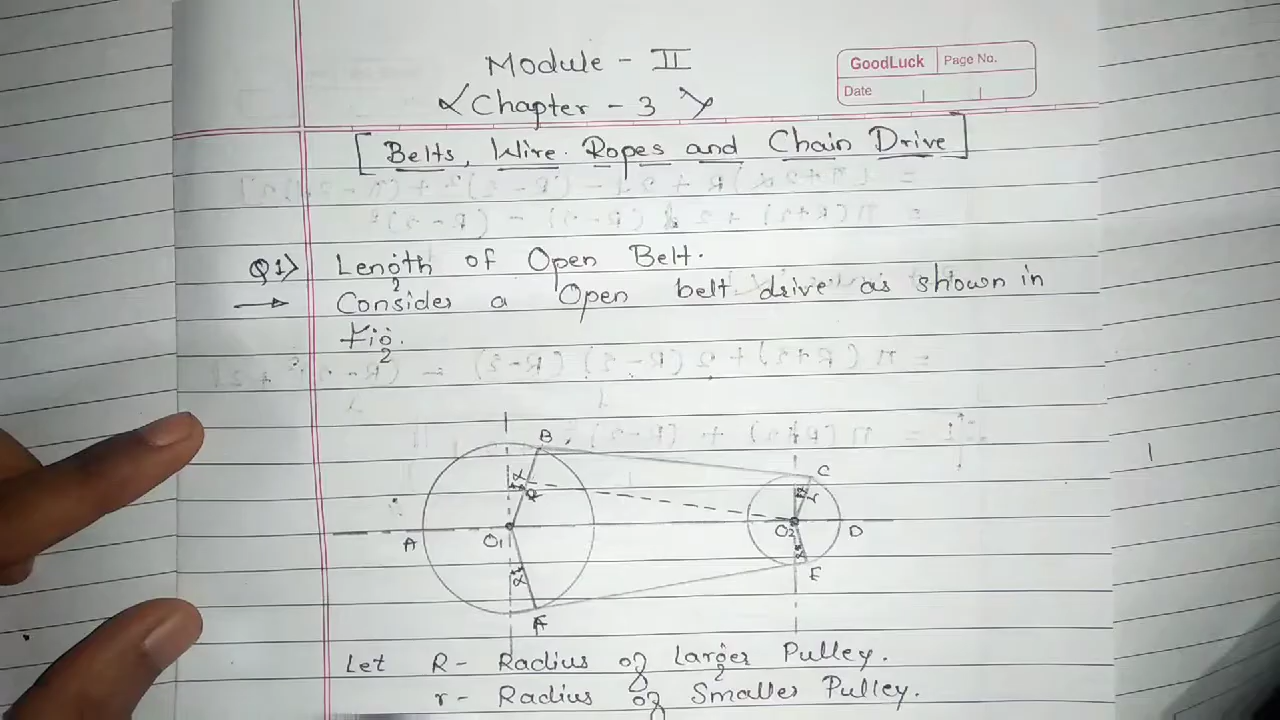 Module - II
GoodLuck Page No.
Date
<Chapter - 3>
[Belts, Wire Ropes and Chain Drive]
Q1> Length of Open Belt.
→ Consider a Open belt drive as shown in
fig.
B
C
α
Q
α r
A O1 O2 D
α
α
E
F
Let R - Radius of Larger Pulley.
r - Radius of Smaller Pulley.